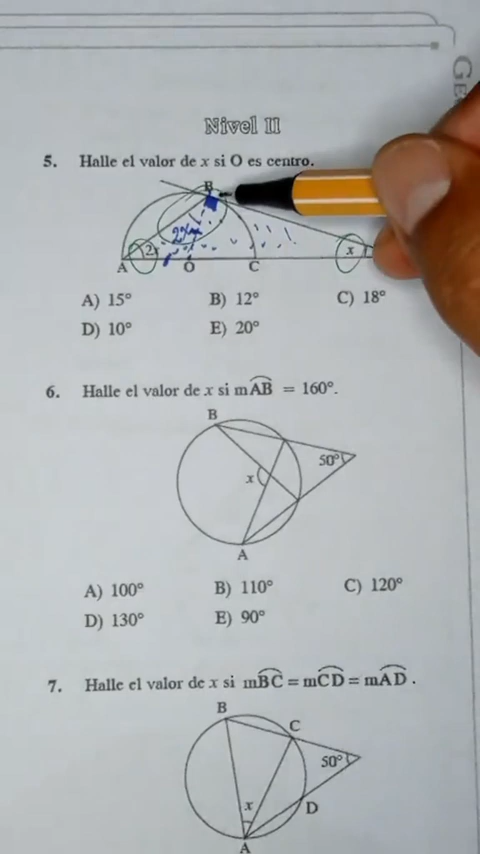 GE
Nivel II
5. Halle el valor de x si O es centro.
B
2x
2x
x
A O C
A) 15° B) 12° C) 18°
D) 10° E) 20°
6. Halle el valor de x si mAB = 160°.
B
50°
x
A
A) 100° B) 110° C) 120°
D) 130° E) 90°
7. Halle el valor de x si mBC = mCD = mAD .
B
C
50°
x
D
A